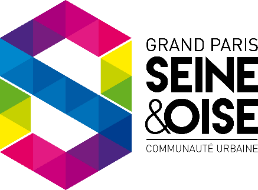 GRAND PARIS
SEINE
&OISE
COMMUNAUTÉ URBAINE